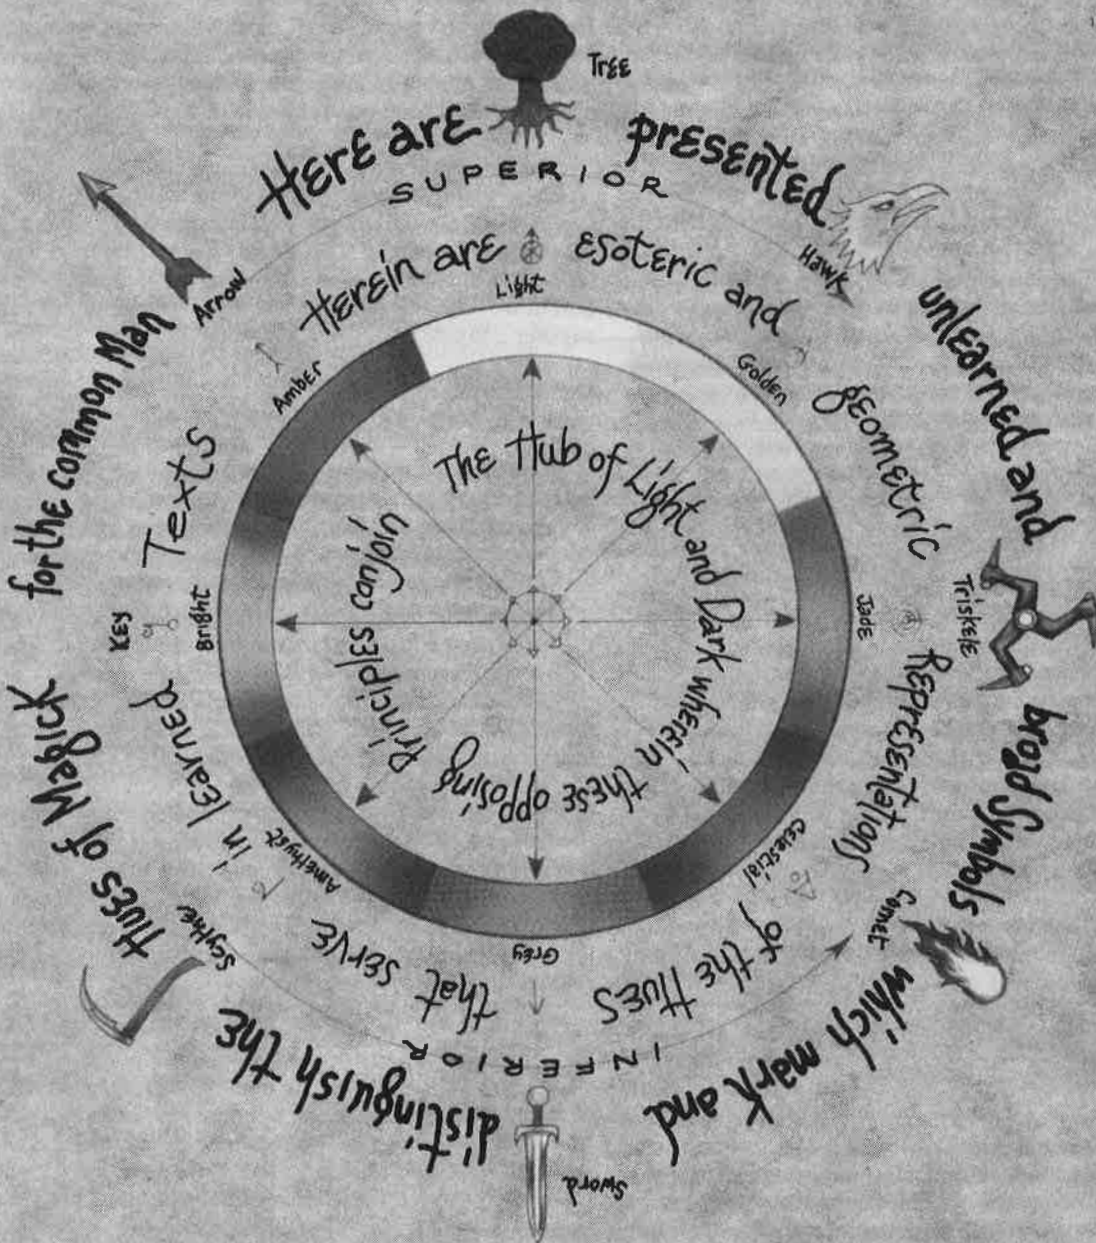 Here are presented unlearned and broad Symbols which mark and distinguish the Hues of Magick for the common Man
Tree
Hawk
Triskele
Comet
Sword
Scythe
Key
Arrow
SUPERIOR
INFERIOR
Herein are esoteric and geometric Representations of the Hues that serve in learned Texts
Light
Golden
Jade
Celestial
Grey
Amethyst
Bright
Amber
The Hub of Light and Dark wherein these opposing Principles conjoin